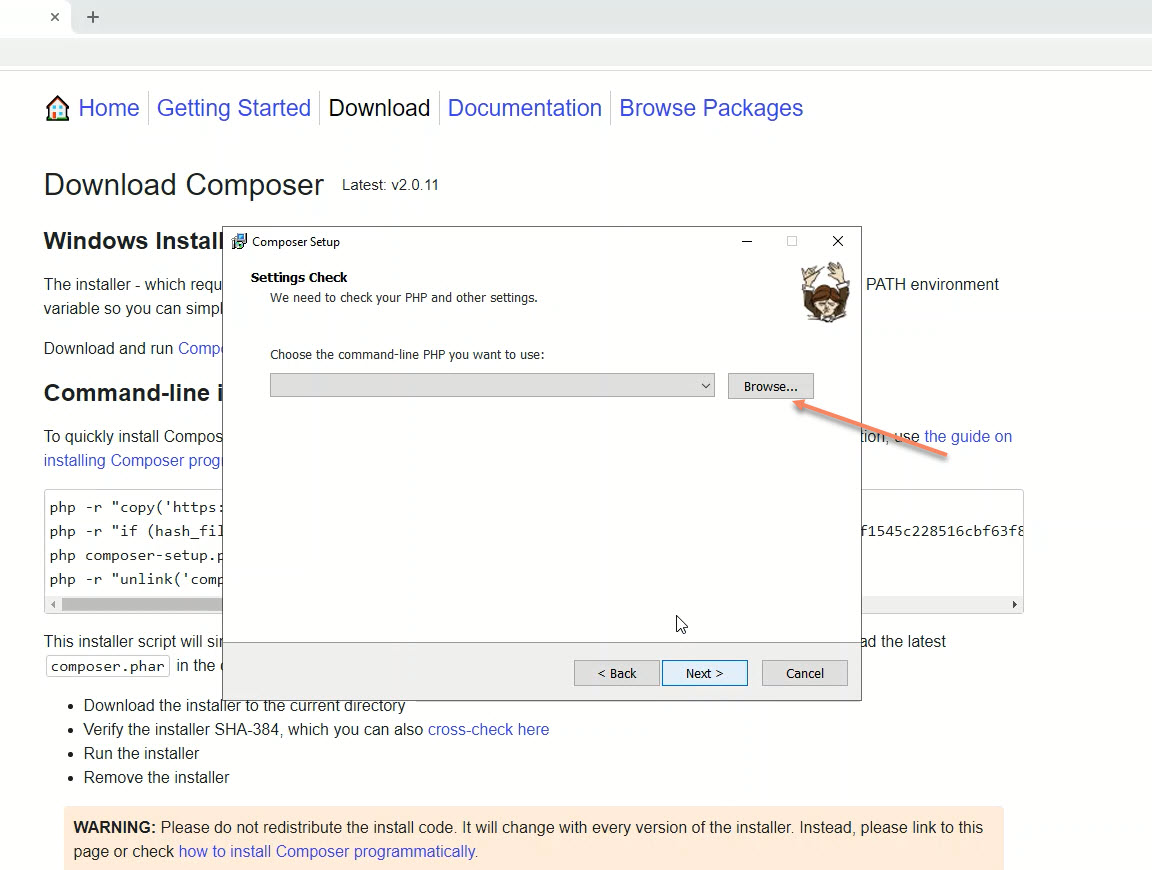 Home Getting Started Download Documentation Browse Packages
Download Composer Latest: v2.0.11
Windows Install
Composer Setup
Settings Check
We need to check your PHP and other settings.
Choose the command-line PHP you want to use:
Browse...
< Back Next > Cancel
The installer - which requ PATH environment
variable so you can simpl
Download and run Compo
Command-line i
To quickly install Compos tion, use the guide on
installing Composer progr
php -r "copy('https:
php -r "if (hash_fil f1545c228516cbf63f8
php composer-setup.p
php -r "unlink('comp
This installer script will sim ad the latest
composer.phar in the
Download the installer to the current directory
Verify the installer SHA-384, which you can also cross-check here
Run the installer
Remove the installer
WARNING: Please do not redistribute the install code. It will change with every version of the installer. Instead, please link to this
page or check how to install Composer programmatically.